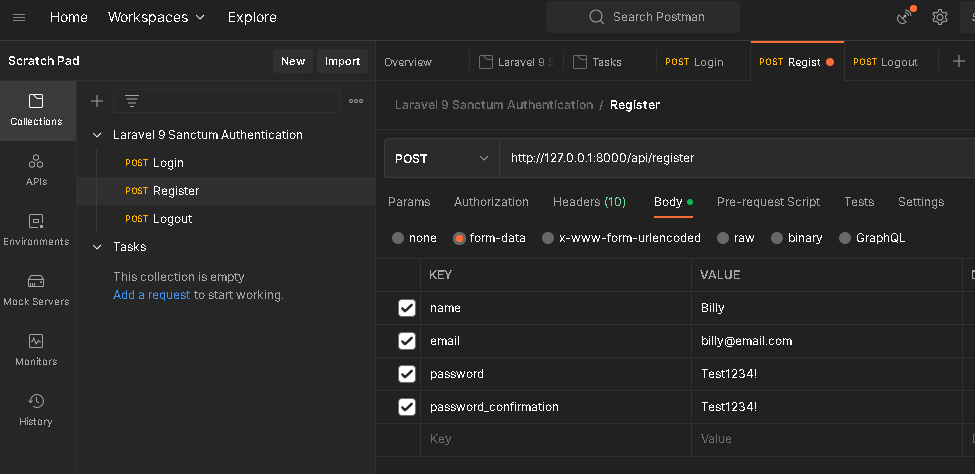 Home Workspaces Explore Search Postman
Scratch Pad New Import Overview Laravel 9 S Tasks POST Login POST Regist POST Logout
Laravel 9 Sanctum Authentication / Register
Collections
APIs
Environments
Mock Servers
Monitors
History
Laravel 9 Sanctum Authentication
POST Login
POST Register
POST Logout
Tasks
This collection is empty
Add a request to start working.
POST http://127.0.0.1:8000/api/register
Params Authorization Headers (10) Body Pre-request Script Tests Settings
none form-data x-www-form-urlencoded raw binary GraphQL
KEY VALUE
name Billy
email billy@email.com
password Test1234!
password_confirmation Test1234!
Key Value